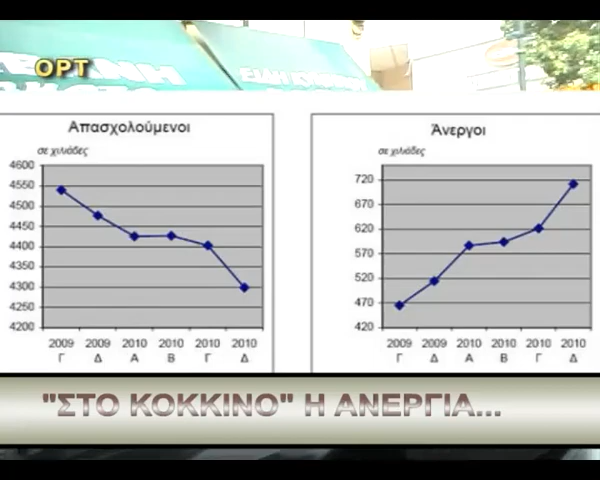 ΟΡΤ
Απασχολούμενοι
σε χιλιάδες
4600
4550
4500
4450
4400
4350
4300
4250
4200
2009 2009 2010 2010 2010 2010
Γ Δ Α Β Γ Δ
Άνεργοι
σε χιλιάδες
720
670
620
570
520
470
420
2009 2009 2010 2010 2010 2010
Γ Δ Α Β Γ Δ
"ΣΤΟ ΚΟΚΚΙΝΟ" Η ΑΝΕΡΓΙΑ...